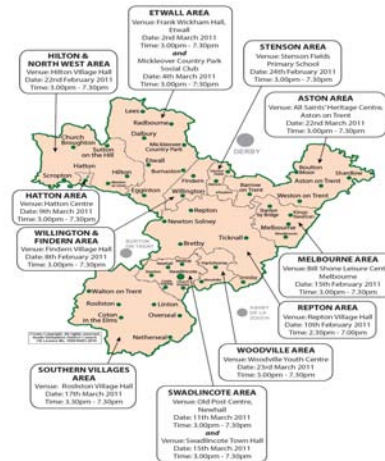 ETWALL AREA
Venue: Frank Wickham Hall,
Etwall
Date: 2nd March 2011
Time: 3.00pm - 7.30pm
and
Mickleover Country Park
Social Club
Date: 4th March 2011
Time: 3.00pm - 7.30pm
HILTON &
NORTH WEST AREA
Venue: Hilton Village Hall
Date: 22nd February 2011
Time: 3.00pm - 7.30pm
STENSON AREA
Venue: Stenson Fields
Primary School
Date: 24th February 2011
Time: 3.00pm - 7.30pm
ASTON AREA
Venue: All Saints' Heritage Centre,
Aston on Trent
Date: 22nd March 2011
Time: 3.00pm - 7.30pm
Lees
Radbourne
Dalbury
Mickleover
Country Park
DERBY
Church
Broughton
Sutton
on the Hill
Etwall
Burnaston
Hatton
Hilton
Findern
Scropton
Egginton
Willington
Barrow
on Trent
Boulton
Moor
Shardlow
Aston on Trent
Weston on Trent
HATTON AREA
Venue: Hatton Centre
Date: 9th March 2011
Time: 3.00pm - 7.30pm
Repton
Newton Solney
Melbourne
WILLINGTON
& FINDERN AREA
Venue: Findern Village Hall
Date: 8th February 2011
Time: 3.00pm - 7.30pm
BURTON
ON TRENT
Bretby
Ticknall
MELBOURNE AREA
Venue: Bill Shone Leisure Centre
Melbourne
Date: 15th February 2011
Time: 3.00pm - 7.30pm
REPTON AREA
Venue: Repton Village Hall
Date: 10th February 2011
Time: 2.30pm - 7.00pm
Walton on Trent
Rosliston
Linton
Coton
in the Elms
Overseal
Netherseal
ASHBY
DE LA
ZOUCH
WOODVILLE AREA
Venue: Woodville Youth Centre
Date: 23rd March 2011
Time: 3.00pm - 7.30pm
SOUTHERN VILLAGES
AREA
Venue: Rosliston Village Hall
Date: 17th March 2011
Time: 3.30pm - 7.30pm
SWADLINCOTE AREA
Venue: Old Post Centre,
Newhall
Date: 11th March 2011
Time: 3.00pm - 7.30pm
and
Venue: Swadlincote Town Hall
Date: 15th March 2011
Time: 3.00pm - 7.30pm